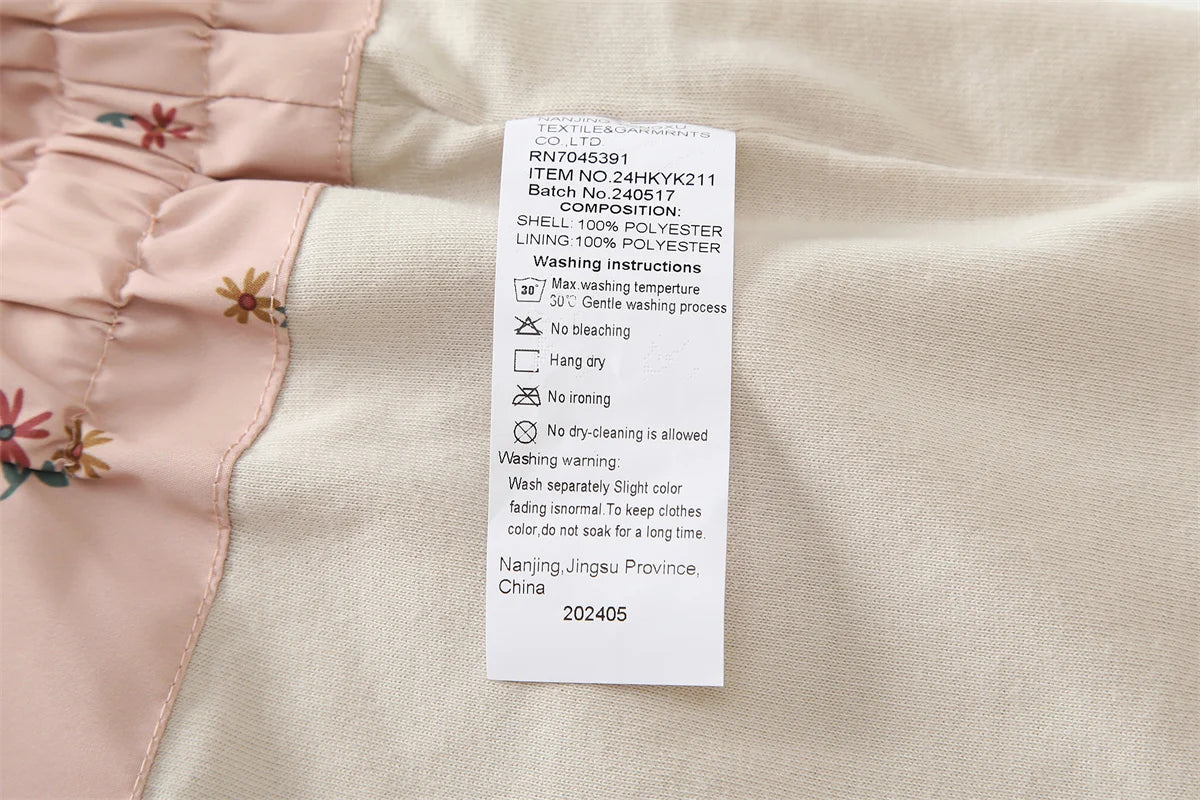 NANJING
TEXTILE&GARMRNTS
CO.,LTD.
RN7045391
ITEM NO.24HKYK211
Batch No.240517
COMPOSITION:
SHELL: 100% POLYESTER
LINING:100% POLYESTER
Washing instructions
30° Max.washing temperture
30℃ Gentle washing process
No bleaching
Hang dry
No ironing
No dry-cleaning is allowed
Washing warning:
Wash separately Slight color
fading isnormal.To keep clothes
color,do not soak for a long time.
Nanjing,Jingsu Province,
China
202405